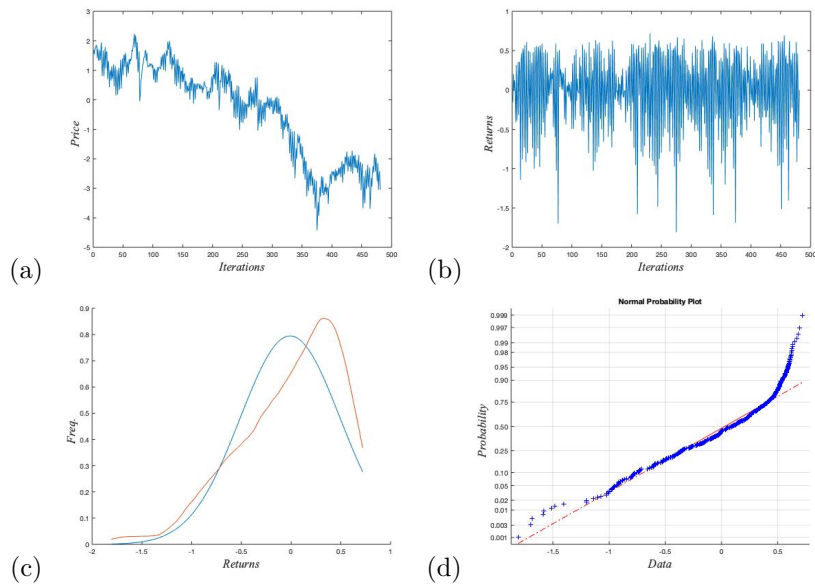 3
2
1
0
-1
-2
-3
-4
-5
Price
0 50 100 150 200 250 300 350 400 450 500
Iterations
(a)
1
0.5
0
-0.5
-1
-1.5
-2
Returns
0 50 100 150 200 250 300 350 400 450 500
Iterations
(b)
0.9
0.8
0.7
0.6
0.5
0.4
0.3
0.2
0.1
0
Freq.
-2 -1.5 -1 -0.5 0 0.5 1
Returns
(c)
Normal Probability Plot
0.999
0.997
0.99
0.98
0.95
0.90
0.75
0.50
0.25
0.10
0.05
0.02
0.01
0.003
0.001
Probability
-1.5 -1 -0.5 0 0.5
Data
(d)